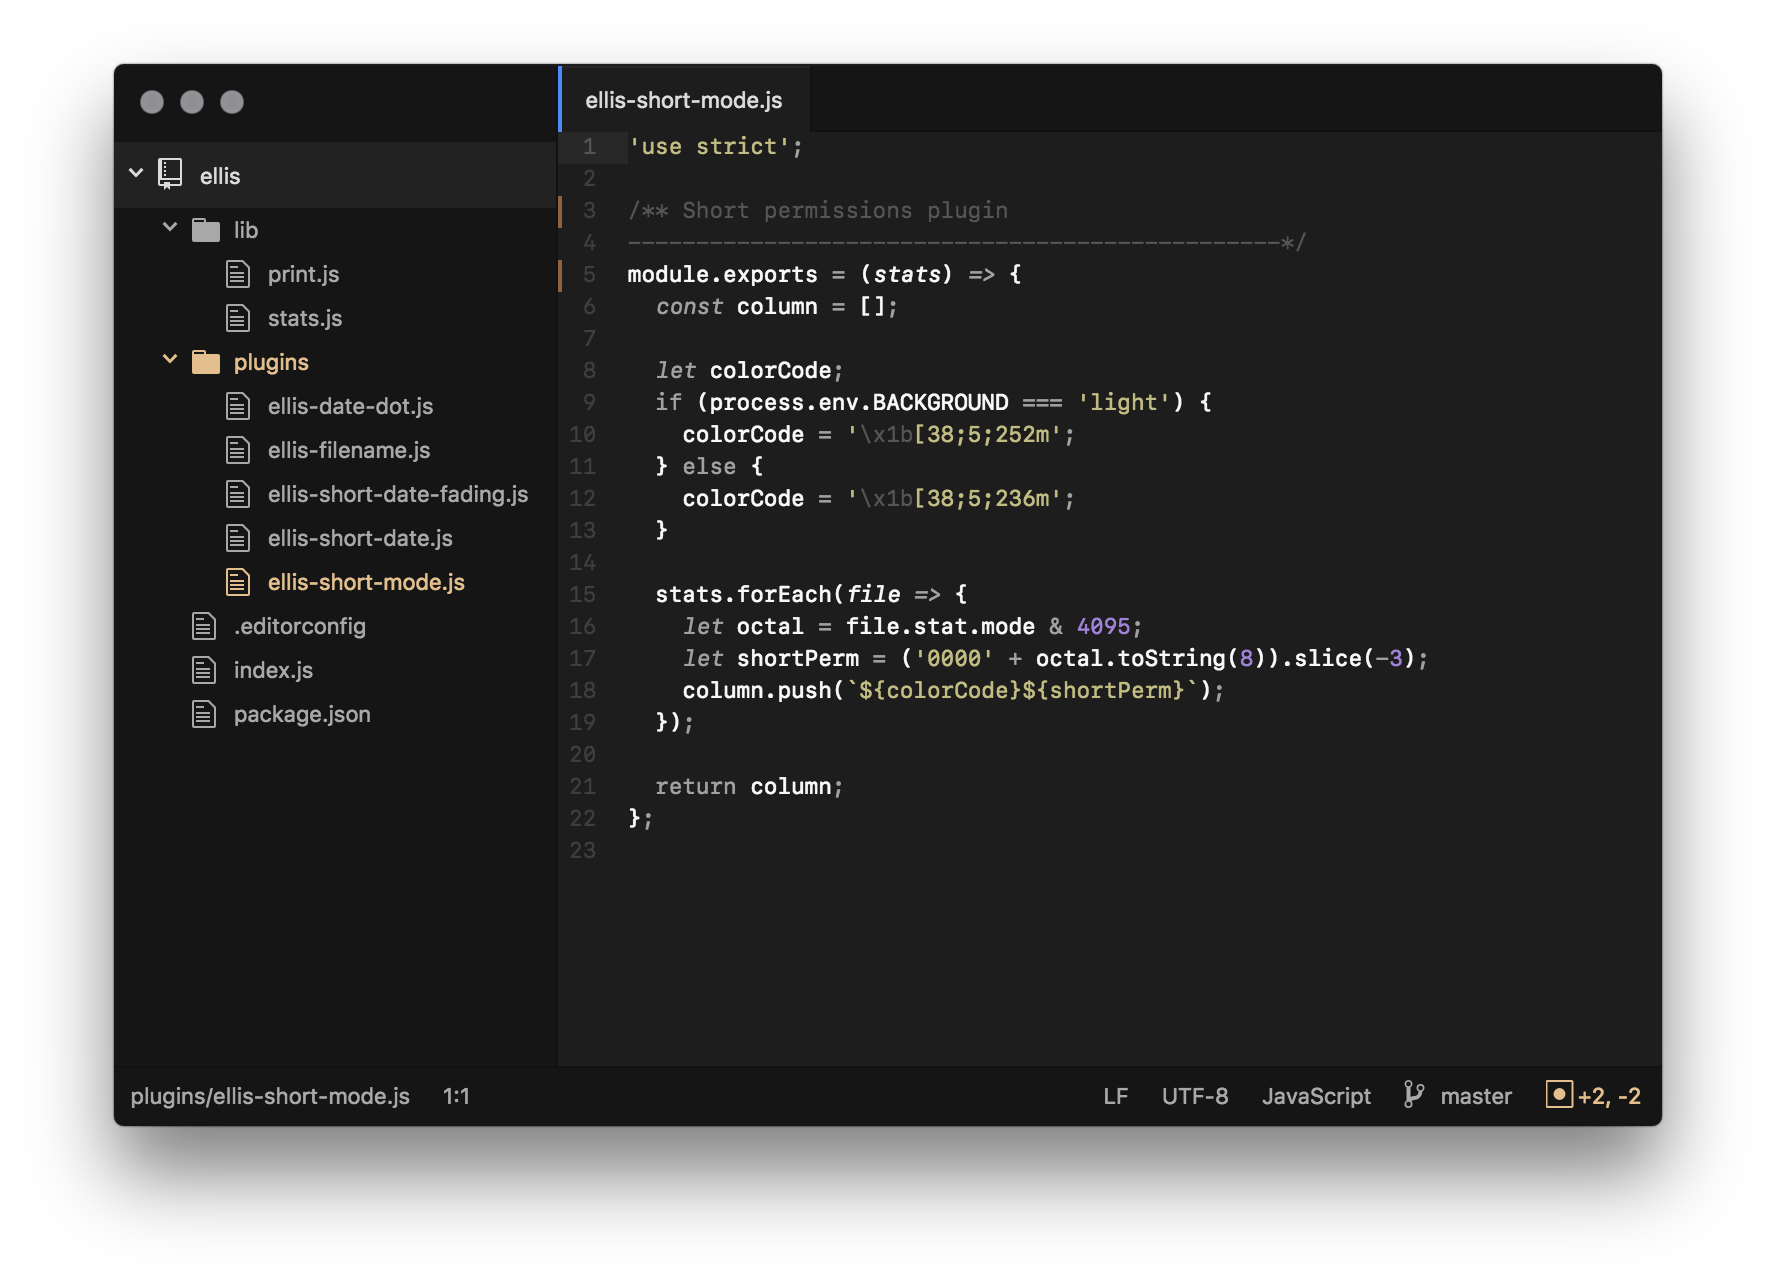 ellis-short-mode.js
ellis
lib
print.js
stats.js
plugins
ellis-date-dot.js
ellis-filename.js
ellis-short-date-fading.js
ellis-short-date.js
ellis-short-mode.js
.editorconfig
index.js
package.json
1 'use strict';
2
3 /** Short permissions plugin
4 ------------------------------------------------*/
5 module.exports = (stats) => {
6   const column = [];
7
8   let colorCode;
9   if (process.env.BACKGROUND === 'light') {
10     colorCode = '\x1b[38;5;252m';
11   } else {
12     colorCode = '\x1b[38;5;236m';
13   }
14
15   stats.forEach(file => {
16     let octal = file.stat.mode & 4095;
17     let shortPerm = ('0000' + octal.toString(8)).slice(-3);
18     column.push(`${colorCode}${shortPerm}`);
19   });
20
21   return column;
22 };
23
plugins/ellis-short-mode.js 1:1 LF UTF-8 JavaScript master +2, -2